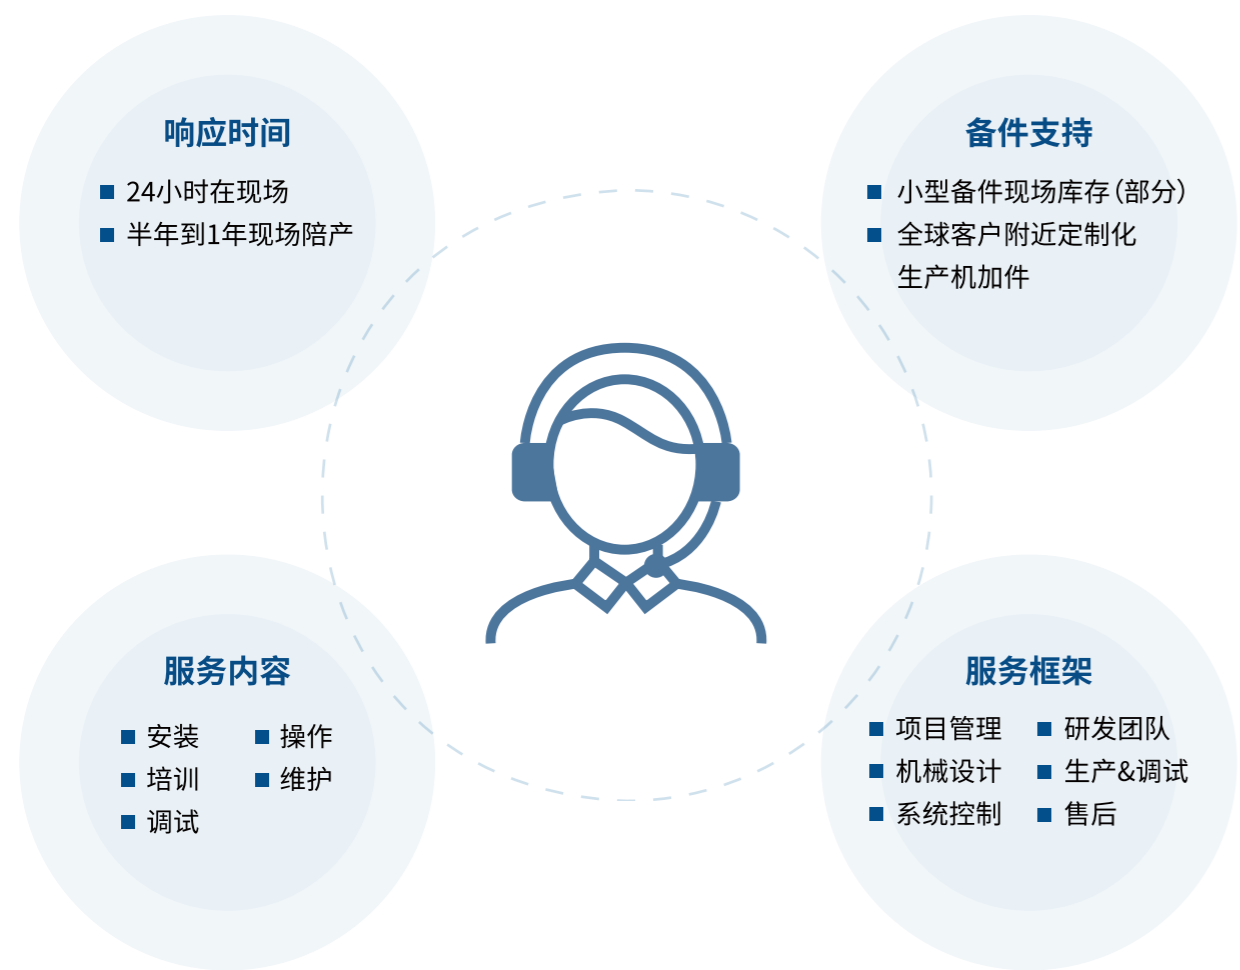 响应时间
24小时在现场
半年到1年现场陪产
备件支持
小型备件现场库存（部分）
全球客户附近定制化
生产机加件
服务内容
安装
操作
培训
维护
调试
服务框架
项目管理
研发团队
机械设计
生产&调试
系统控制
售后